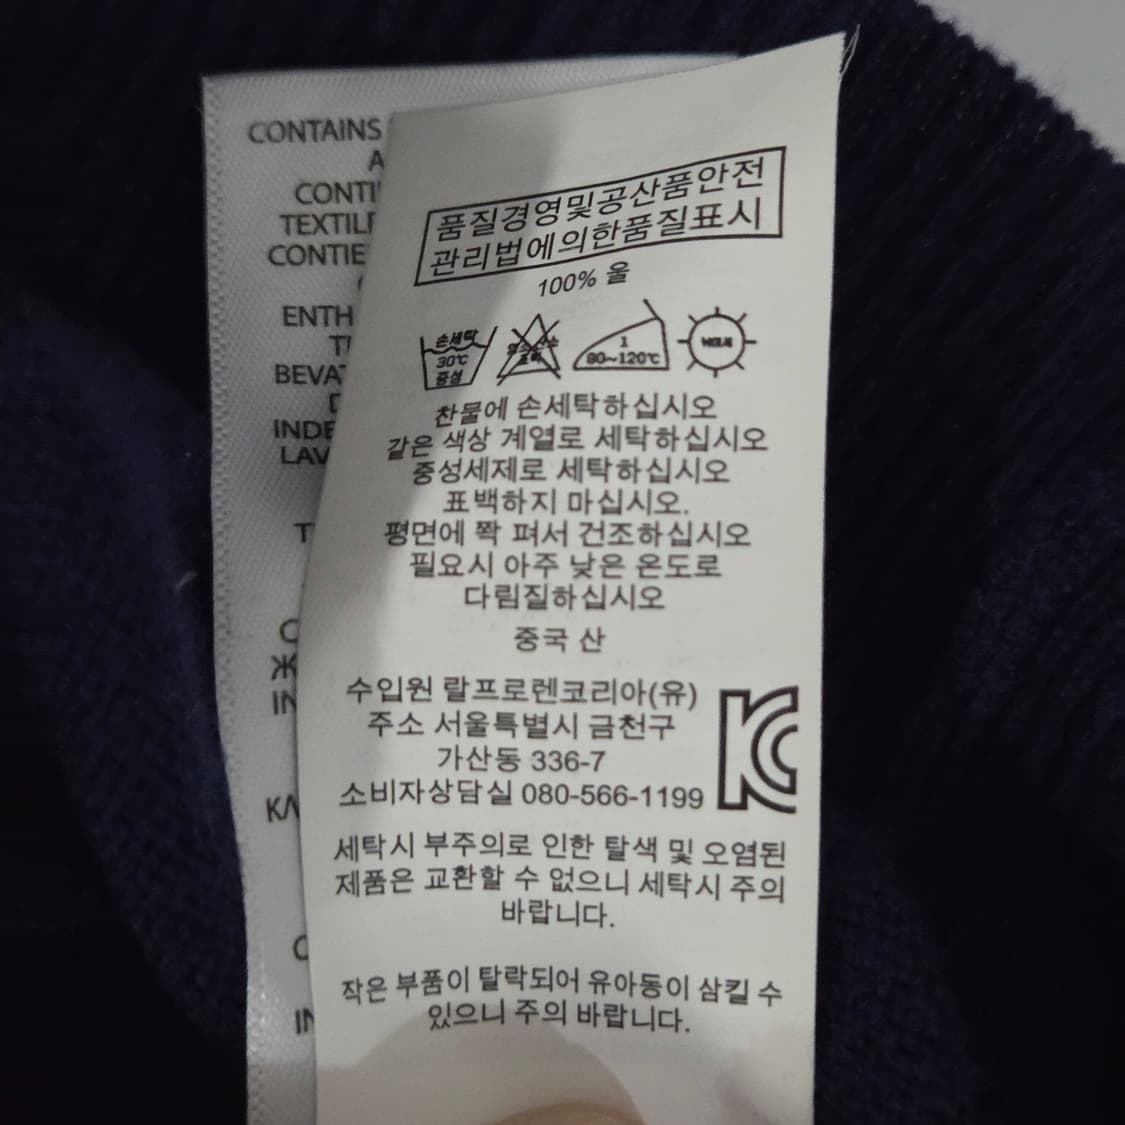 CONTAINS
A
CONTI
TEXTILE
CONTIE
ENTH
BEVA
INDE
LAV
품질경영및공산품안전
관리법에의한품질표시
100% 울
손세탁
30℃
중성
1
80~120℃
찬물에 손세탁하십시오
같은 색상 계열로 세탁하십시오
중성세제로 세탁하십시오
표백하지 마십시오.
평면에 쫙 펴서 건조하십시오
필요시 아주 낮은 온도로
다림질하십시오
중국 산
수입원 랄프로렌코리아(유)
주소 서울특별시 금천구
가산동 336-7
소비자상담실 080-566-1199
세탁시 부주의로 인한 탈색 및 오염된
제품은 교환할 수 없으니 세탁시 주의
바랍니다.
작은 부품이 탈락되어 유아동이 삼킬 수
있으니 주의 바랍니다.